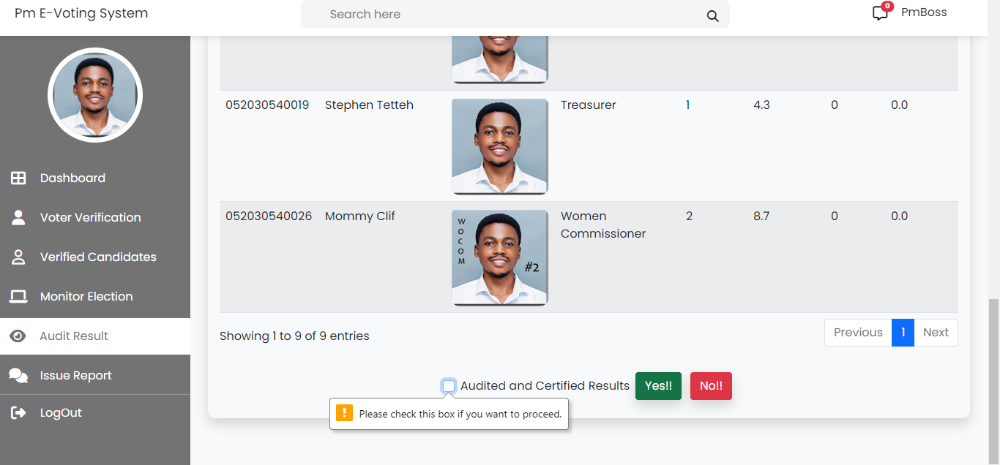 Pm E-Voting System
Search here
0
PmBoss
Dashboard
Voter Verification
Verified Candidates
Monitor Election
Audit Result
Issue Report
LogOut
052030540019 Stephen Tetteh Treasurer 1 4.3 0 0.0
052030540026 Mommy Clif Women 2 8.7 0 0.0
Commissioner
W
O
C
O
M
#2
Showing 1 to 9 of 9 entries
Previous 1 Next
Audited and Certified Results Yes!! No!!
! Please check this box if you want to proceed.